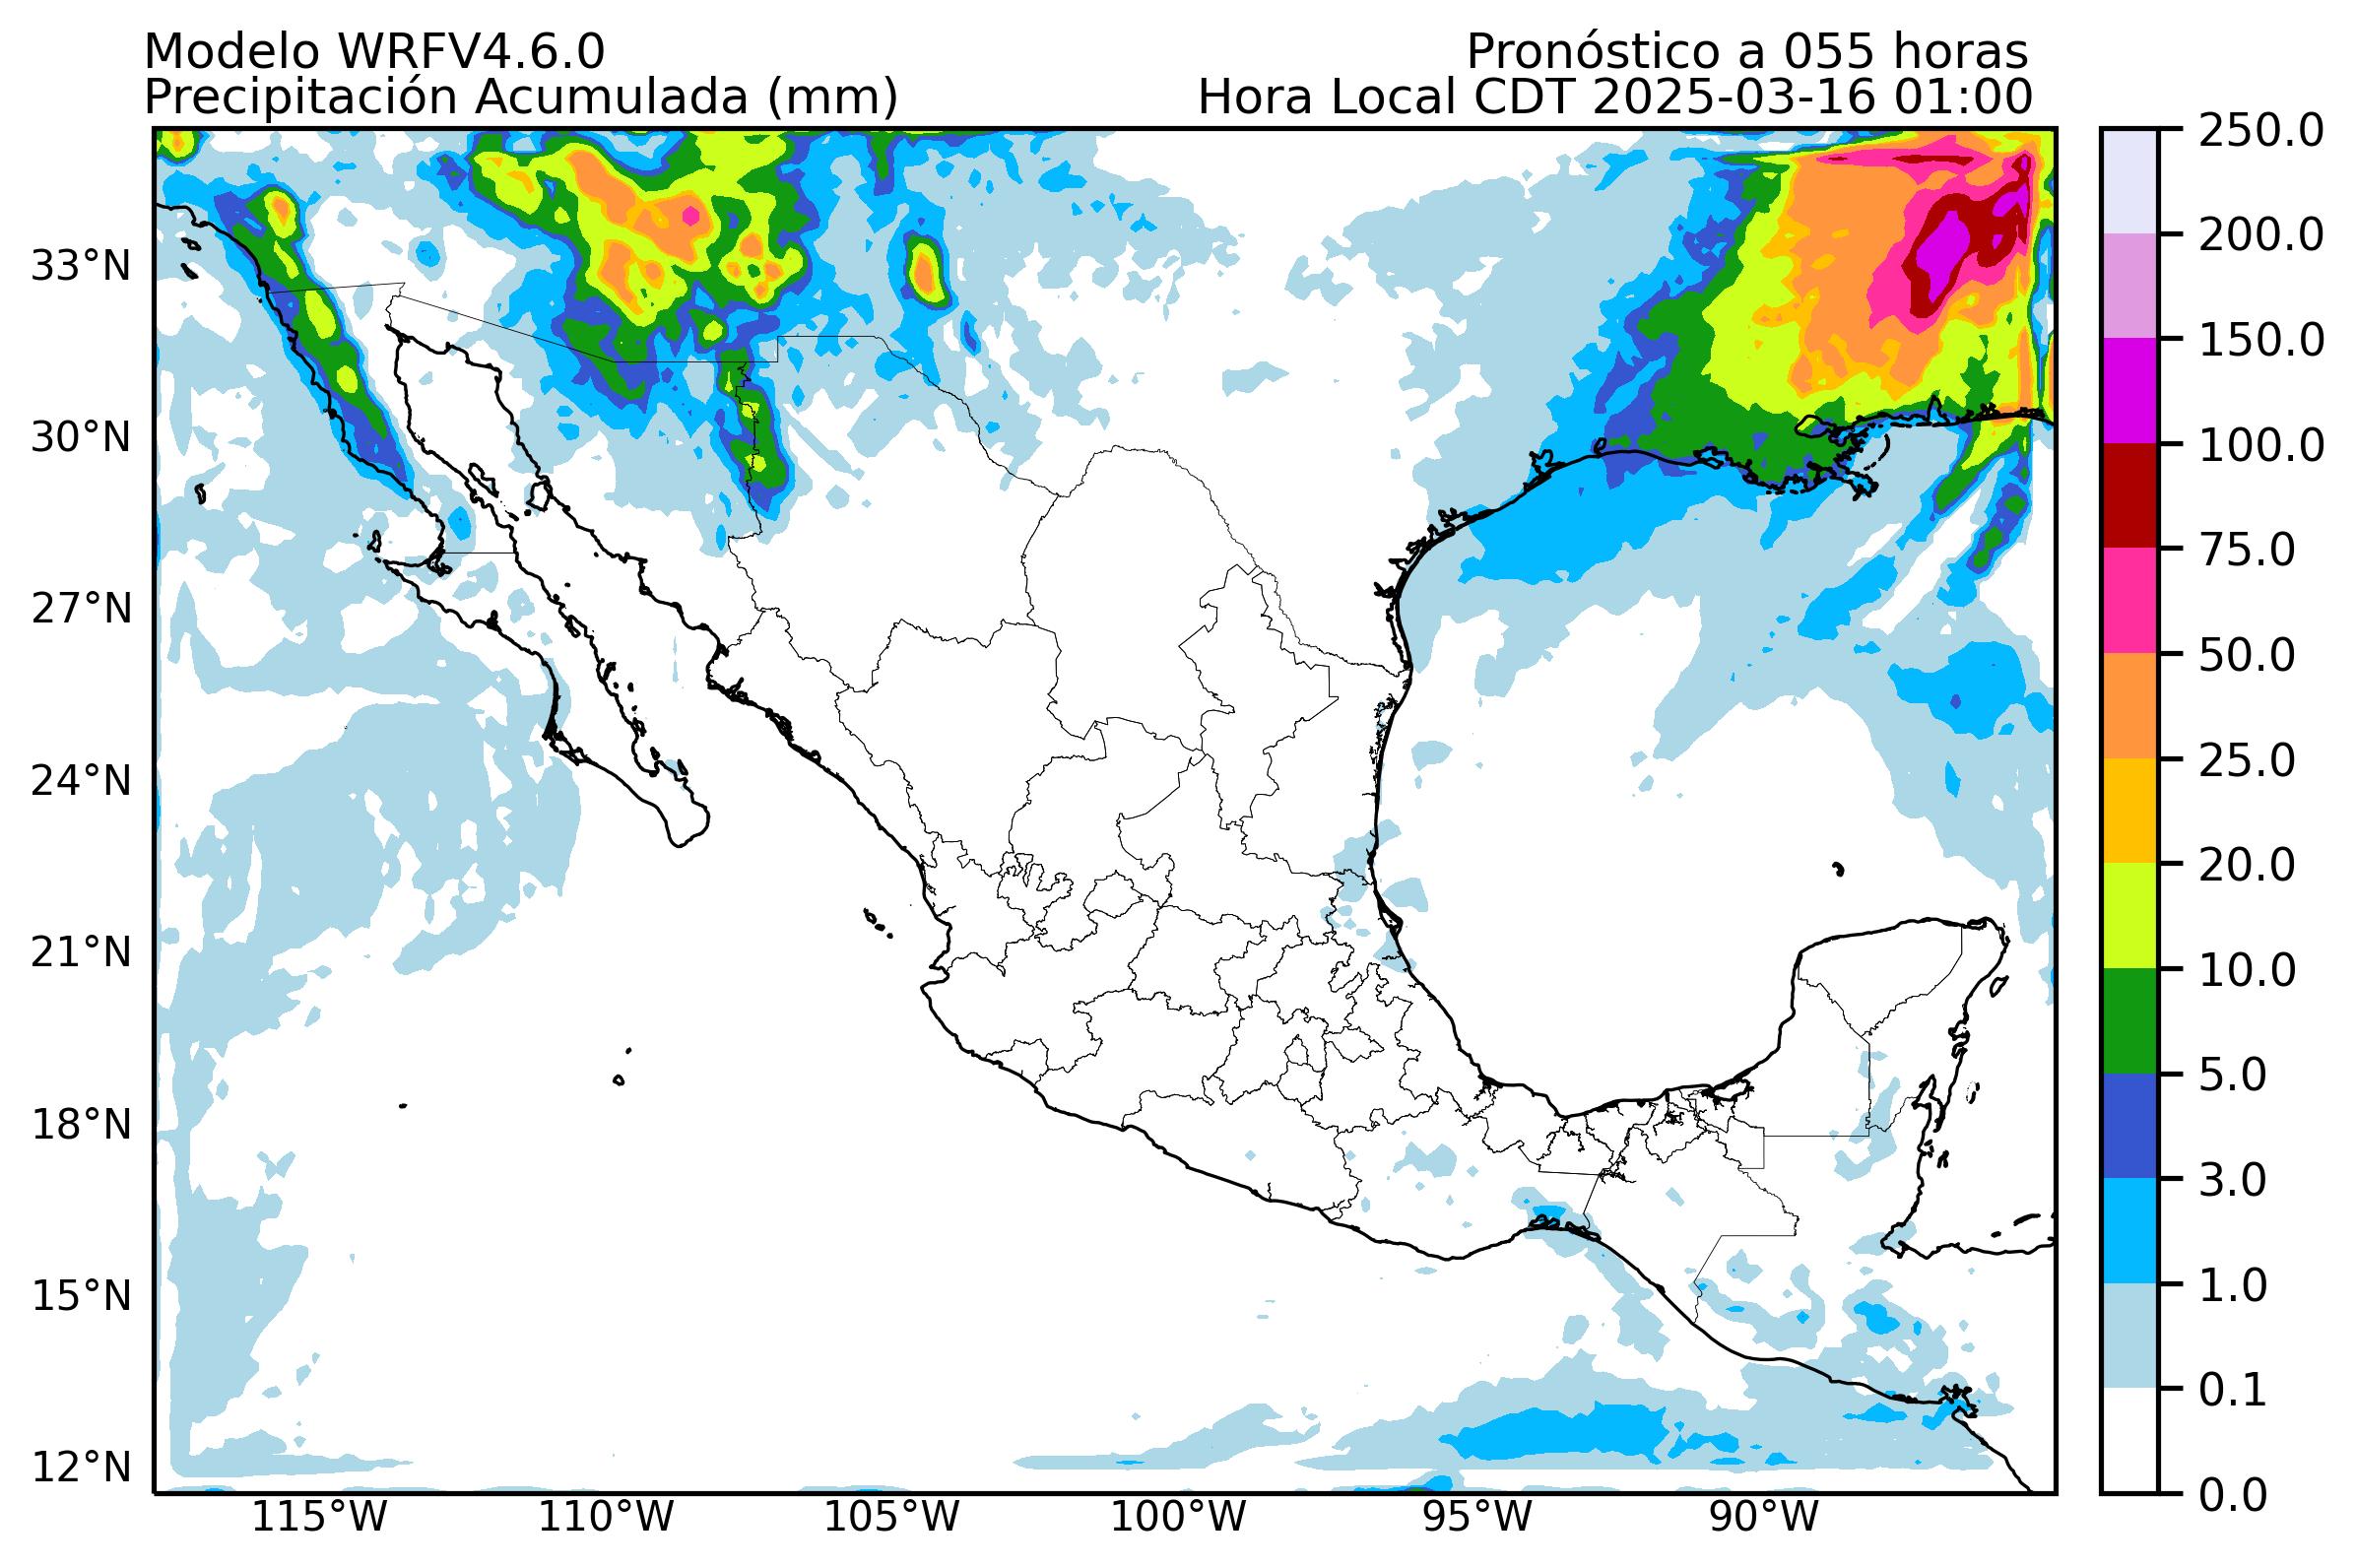 Modelo WRFV4.6.0
Pronóstico a 055 horas
Precipitación Acumulada (mm)
Hora Local CDT 2025-03-16 01:00
33°N
30°N
27°N
24°N
21°N
18°N
15°N
12°N
115°W
110°W
105°W
100°W
95°W
90°W
250.0
200.0
150.0
100.0
75.0
50.0
25.0
20.0
10.0
5.0
3.0
1.0
0.1
0.0